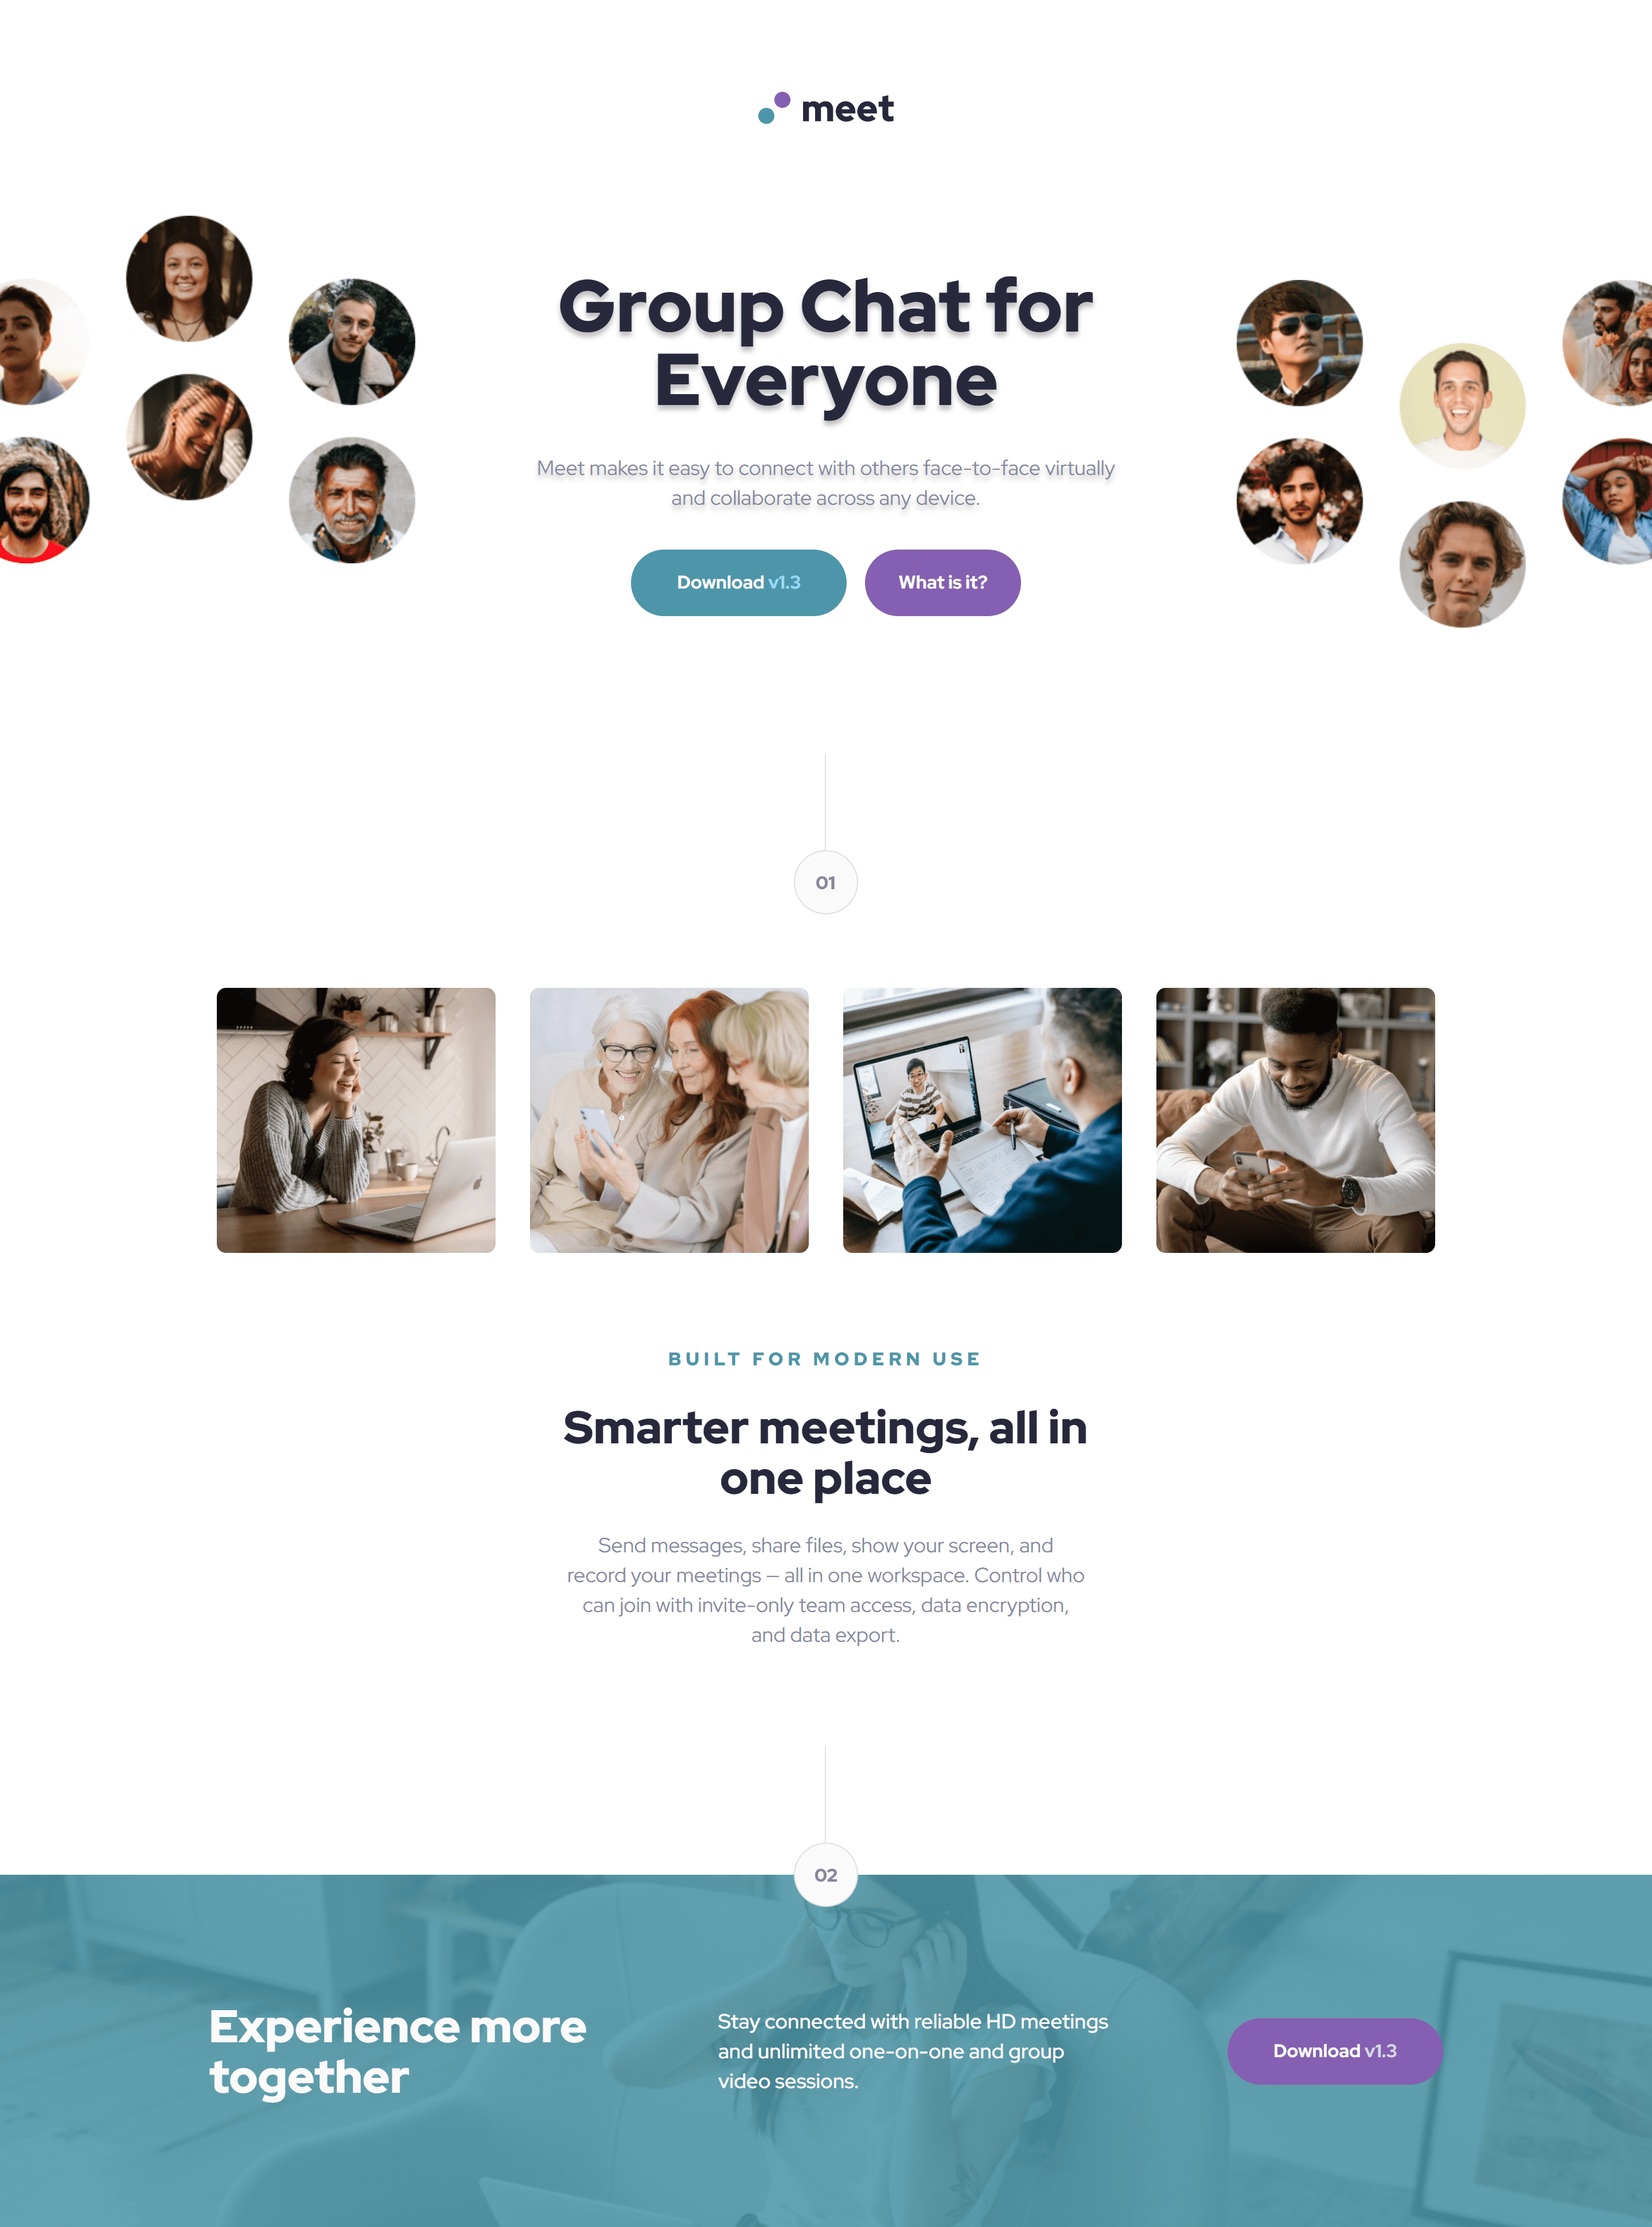 meet
Group Chat for
Everyone
Meet makes it easy to connect with others face-to-face virtually
and collaborate across any device.
Download v1.3
What is it?
01
BUILT FOR MODERN USE
Smarter meetings, all in
one place
Send messages, share files, show your screen, and
record your meetings — all in one workspace. Control who
can join with invite-only team access, data encryption,
and data export.
02
Experience more
together
Stay connected with reliable HD meetings
and unlimited one-on-one and group
video sessions.
Download v1.3